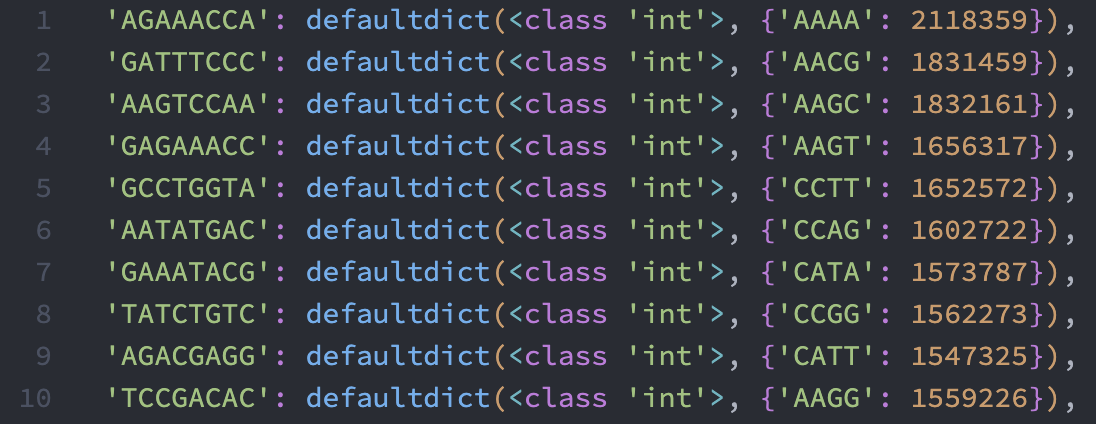 1 'AGAAACCA': defaultdict(<class 'int'>, {'AAAA': 2118359}),
2 'GATTTCCC': defaultdict(<class 'int'>, {'AACG': 1831459}),
3 'AAGTCCAA': defaultdict(<class 'int'>, {'AAGC': 1832161}),
4 'GAGAAACC': defaultdict(<class 'int'>, {'AAGT': 1656317}),
5 'GCCTGGTA': defaultdict(<class 'int'>, {'CCTT': 1652572}),
6 'AATATGAC': defaultdict(<class 'int'>, {'CCAG': 1602722}),
7 'GAAATACG': defaultdict(<class 'int'>, {'CATA': 1573787}),
8 'TATCTGTC': defaultdict(<class 'int'>, {'CCGG': 1562273}),
9 'AGACGAGG': defaultdict(<class 'int'>, {'CATT': 1547325}),
10 'TCCGACAC': defaultdict(<class 'int'>, {'AAGG': 1559226}),